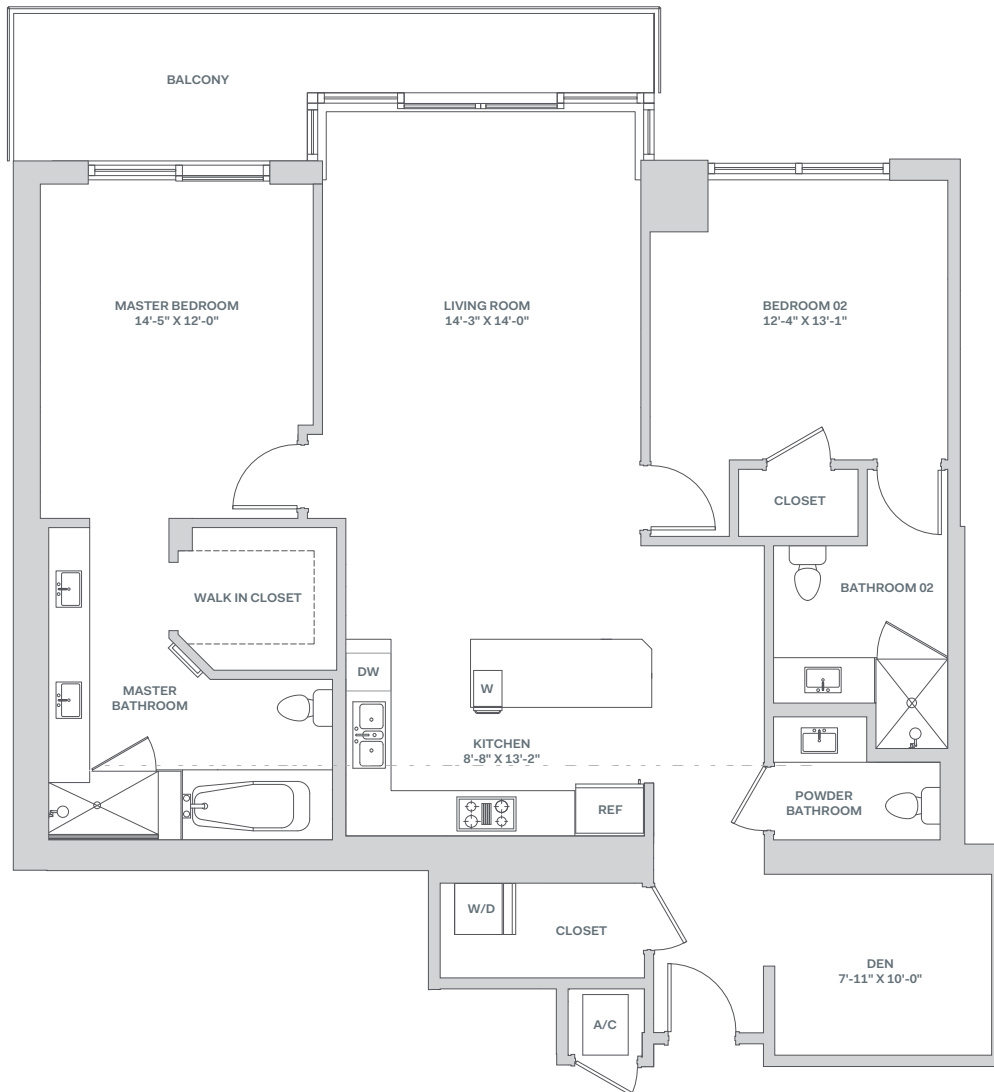 BALCONY
MASTER BEDROOM
14'-5" X 12'-0"
LIVING ROOM
14'-3" X 14'-0"
BEDROOM 02
12'-4" X 13'-1"
CLOSET
BATHROOM 02
WALK IN CLOSET
DW
W
MASTER
BATHROOM
KITCHEN
8'-8" X 13'-2"
REF
POWDER
BATHROOM
W/D
CLOSET
DEN
7'-11" X 10'-0"
A/C